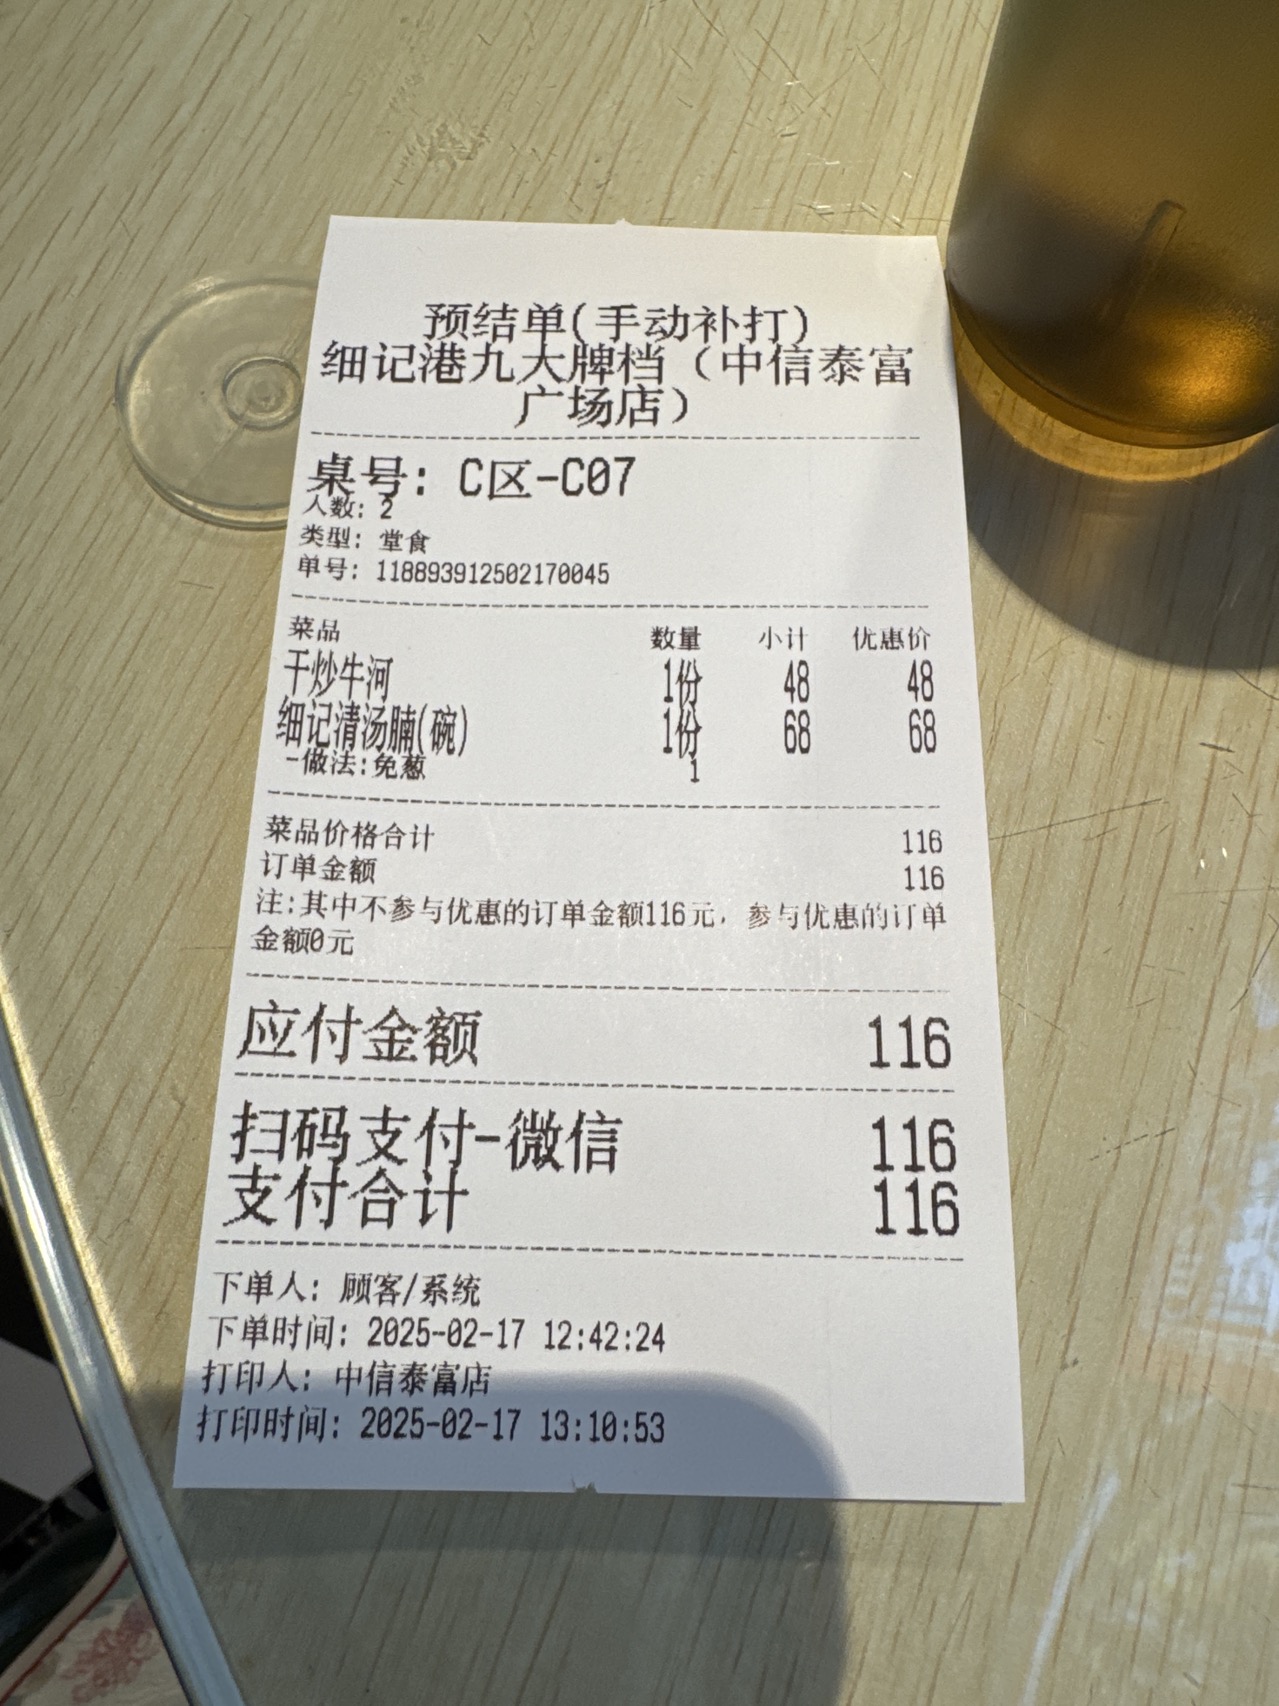 预结单(手动补打)
细记港九大牌档（中信泰富
广场店）
桌号: C区-C07
人数: 2
类型: 堂食
单号: 118893912502170045
菜品 数量 小计 优惠价
干炒牛河 1份 48 48
细记清汤腩(碗) 1份 68 68
-做法:免葱 1
菜品价格合计 116
订单金额 116
注:其中不参与优惠的订单金额116元，参与优惠的订单
金额0元
应付金额 116
扫码支付-微信 116
支付合计 116
下单人: 顾客/系统
下单时间: 2025-02-17 12:42:24
打印人: 中信泰富店
打印时间: 2025-02-17 13:10:53